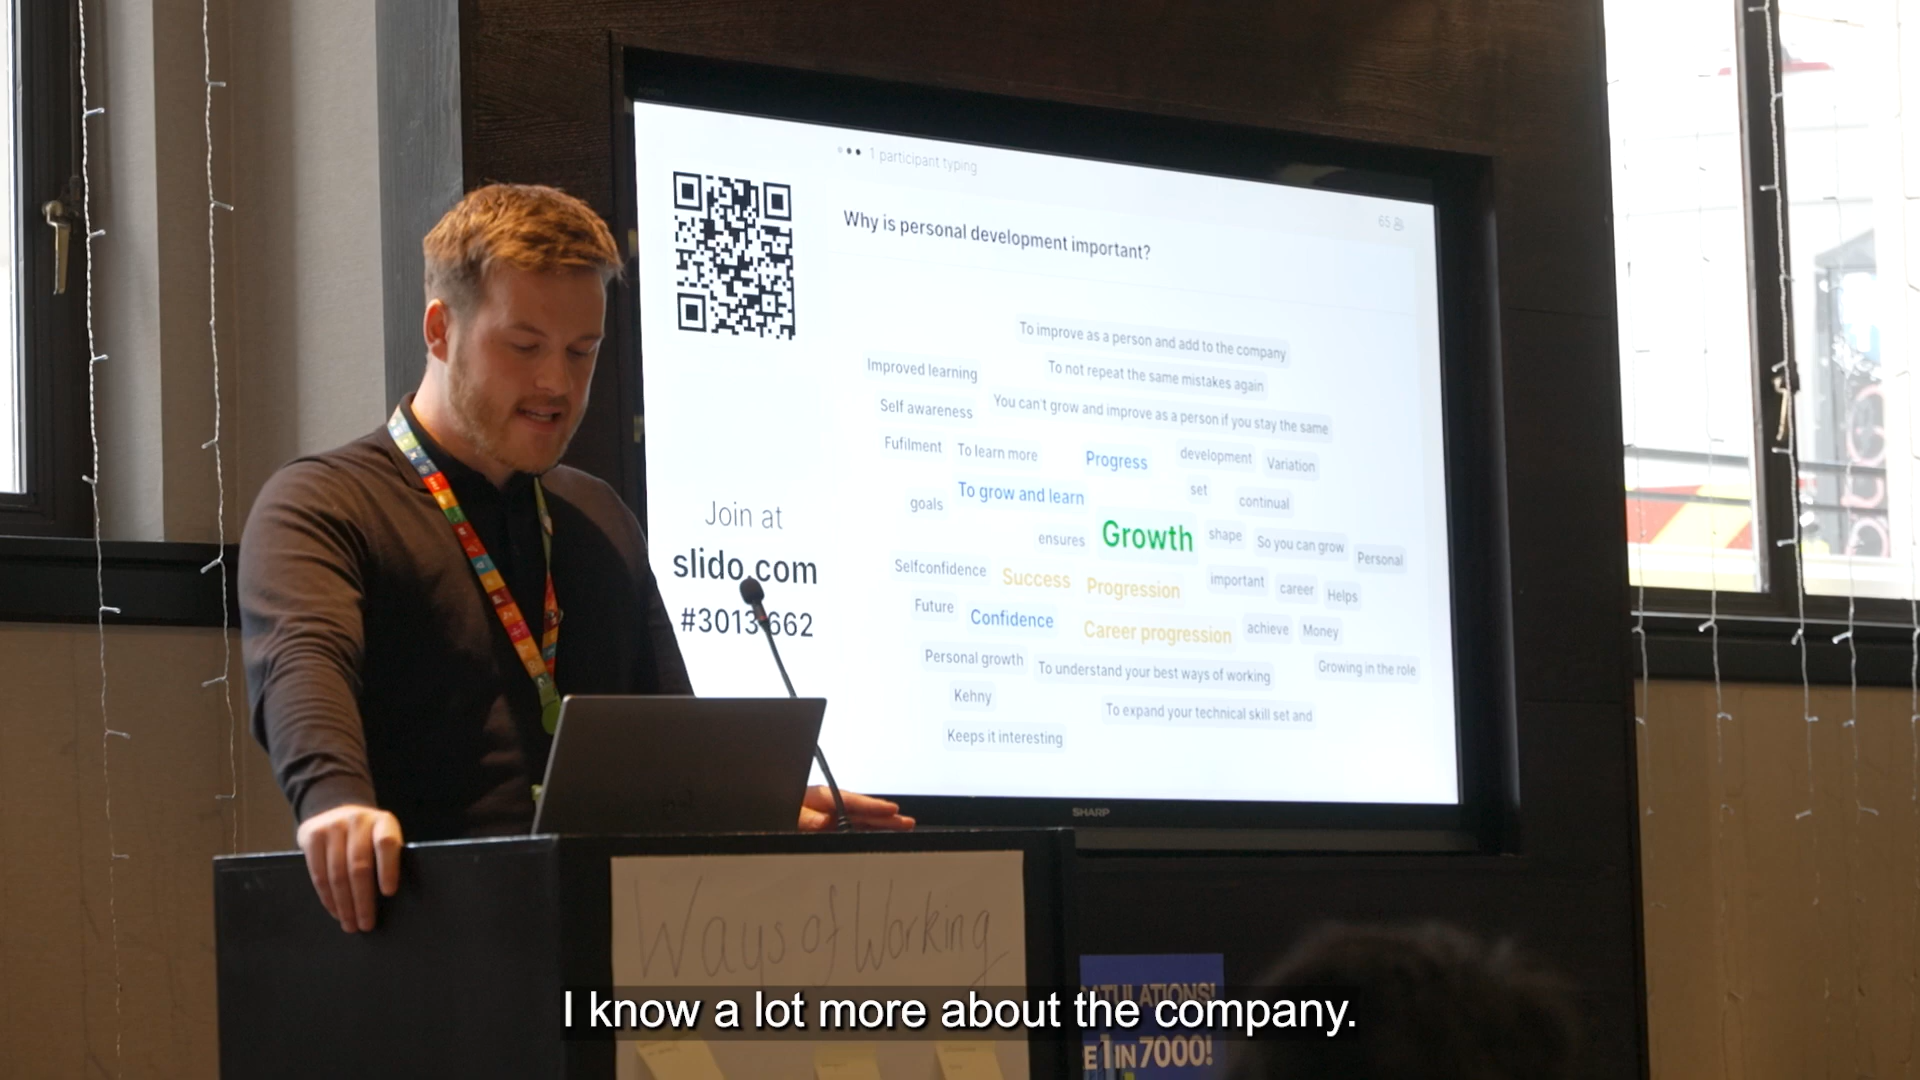 1 participant typing
65
Why is personal development important?
To improve as a person and add to the company
Improved learning
To not repeat the same mistakes again
Self awareness
You can't grow and improve as a person if you stay the same
Fufilment
To learn more
Progress
development
Variation
set
goals
To grow and learn
continual
ensures
Growth
shape
So you can grow
Personal
Selfconfidence
Success
Progression
important
career
Helps
Future
Confidence
Career progression
achieve
Money
Personal growth
To understand your best ways of working
Growing in the role
Kehny
To expand your technical skill set and
Keeps it interesting
Join at
slido.com
#3013 662
SHARP
Ways of Working
ATULATIONS!
E 1 IN 7000!
I know a lot more about the company.